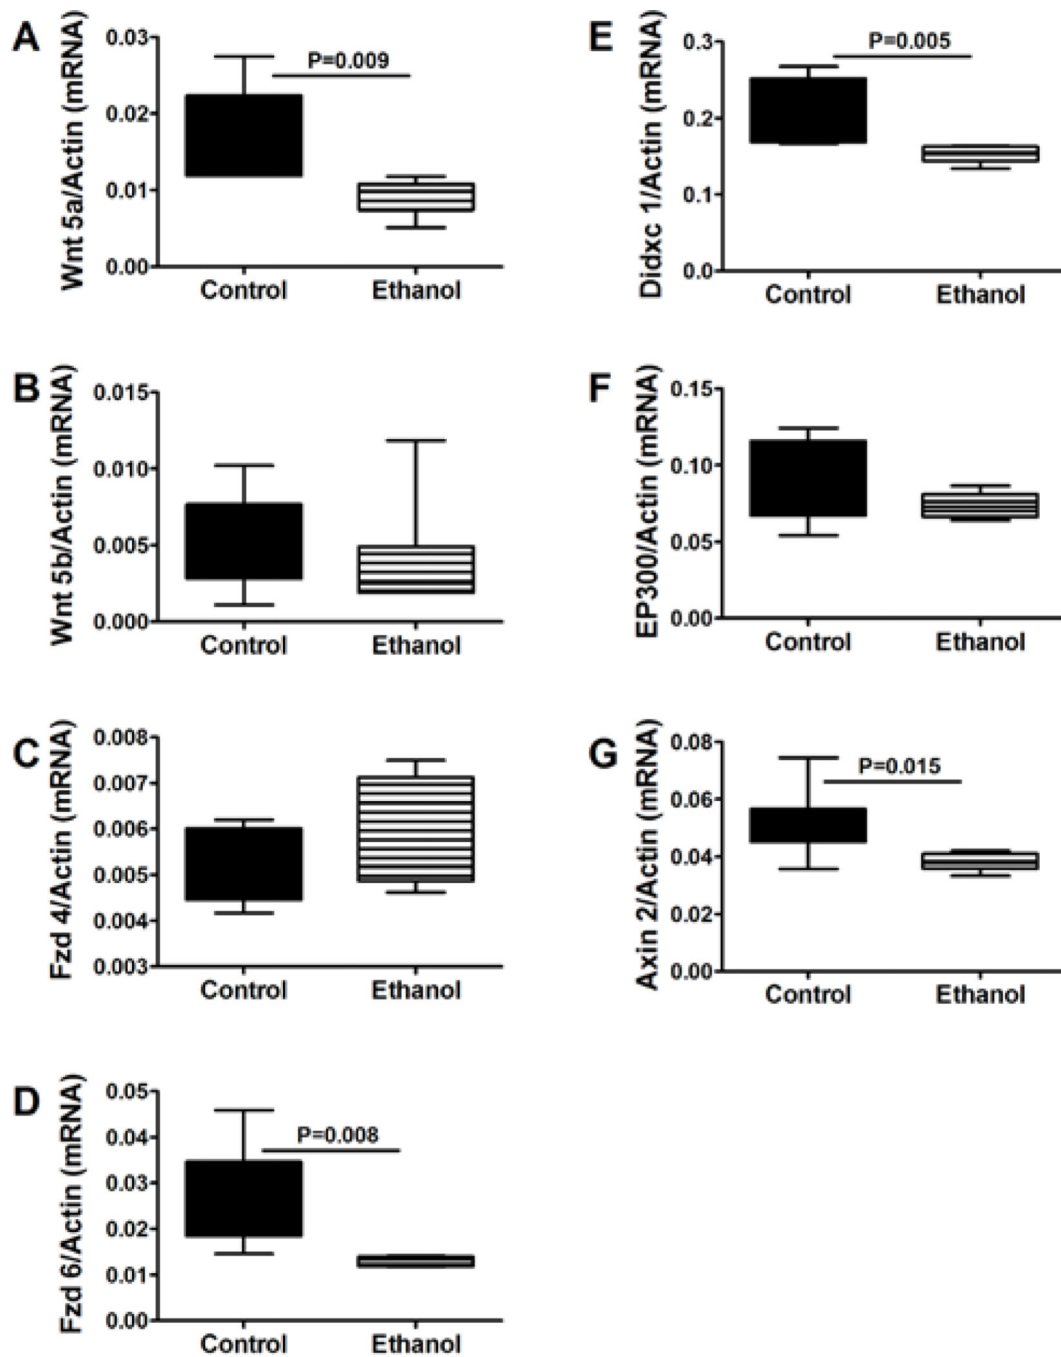 A
Wnt 5a/Actin (mRNA)
0.03
0.02
0.01
0.00
P=0.009
Control
Ethanol
B
Wnt 5b/Actin (mRNA)
0.015
0.010
0.005
0.000
Control
Ethanol
C
Fzd 4/Actin (mRNA)
0.008
0.007
0.006
0.005
0.004
0.003
Control
Ethanol
D
Fzd 6/Actin (mRNA)
0.05
0.04
0.03
0.02
0.01
0.00
P=0.008
Control
Ethanol
E
Didxc 1/Actin (mRNA)
0.3
0.2
0.1
0.0
P=0.005
Control
Ethanol
F
EP300/Actin (mRNA)
0.15
0.10
0.05
0.00
Control
Ethanol
G
Axin 2/Actin (mRNA)
0.08
0.06
0.04
0.02
0.00
P=0.015
Control
Ethanol